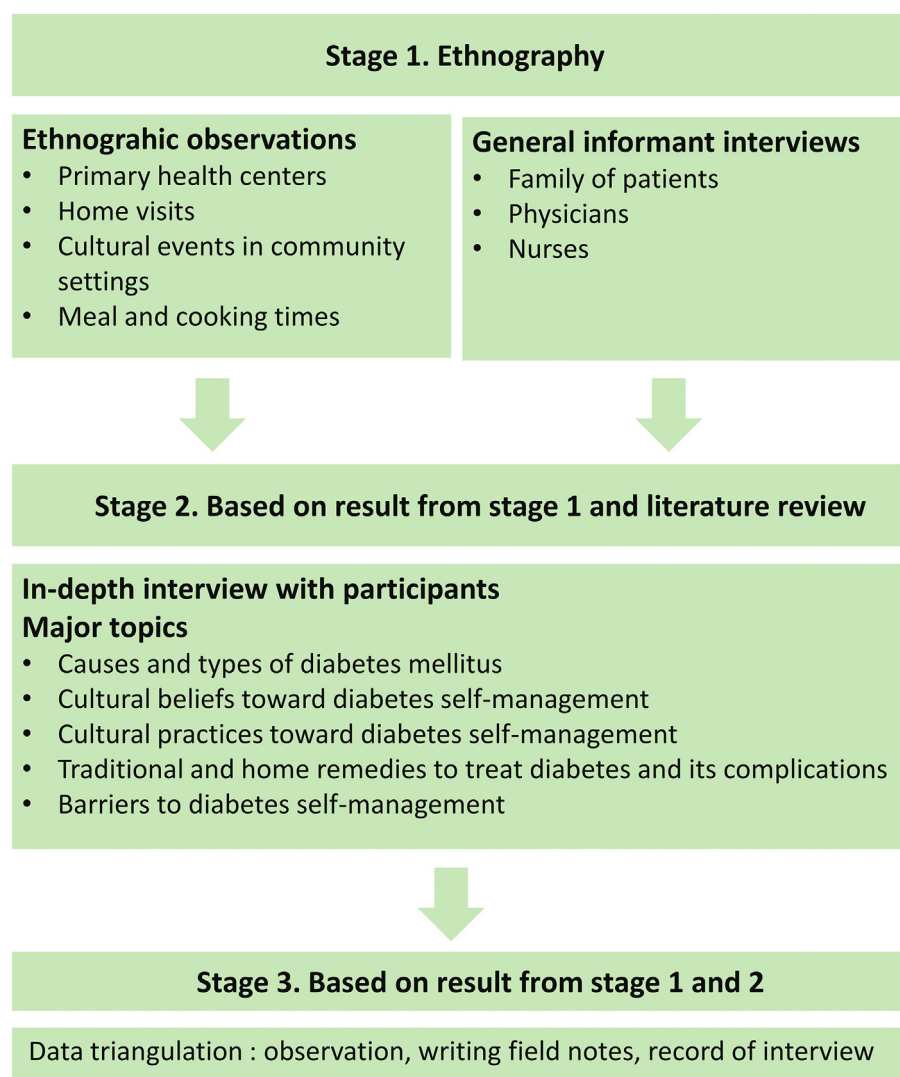 Stage 1. Ethnography
Ethnograhic observations
• Primary health centers
• Home visits
• Cultural events in community
settings
• Meal and cooking times
General informant interviews
• Family of patients
• Physicians
• Nurses
Stage 2. Based on result from stage 1 and literature review
In-depth interview with participants
Major topics
• Causes and types of diabetes mellitus
• Cultural beliefs toward diabetes self-management
• Cultural practices toward diabetes self-management
• Traditional and home remedies to treat diabetes and its complications
• Barriers to diabetes self-management
Stage 3. Based on result from stage 1 and 2
Data triangulation : observation, writing field notes, record of interview